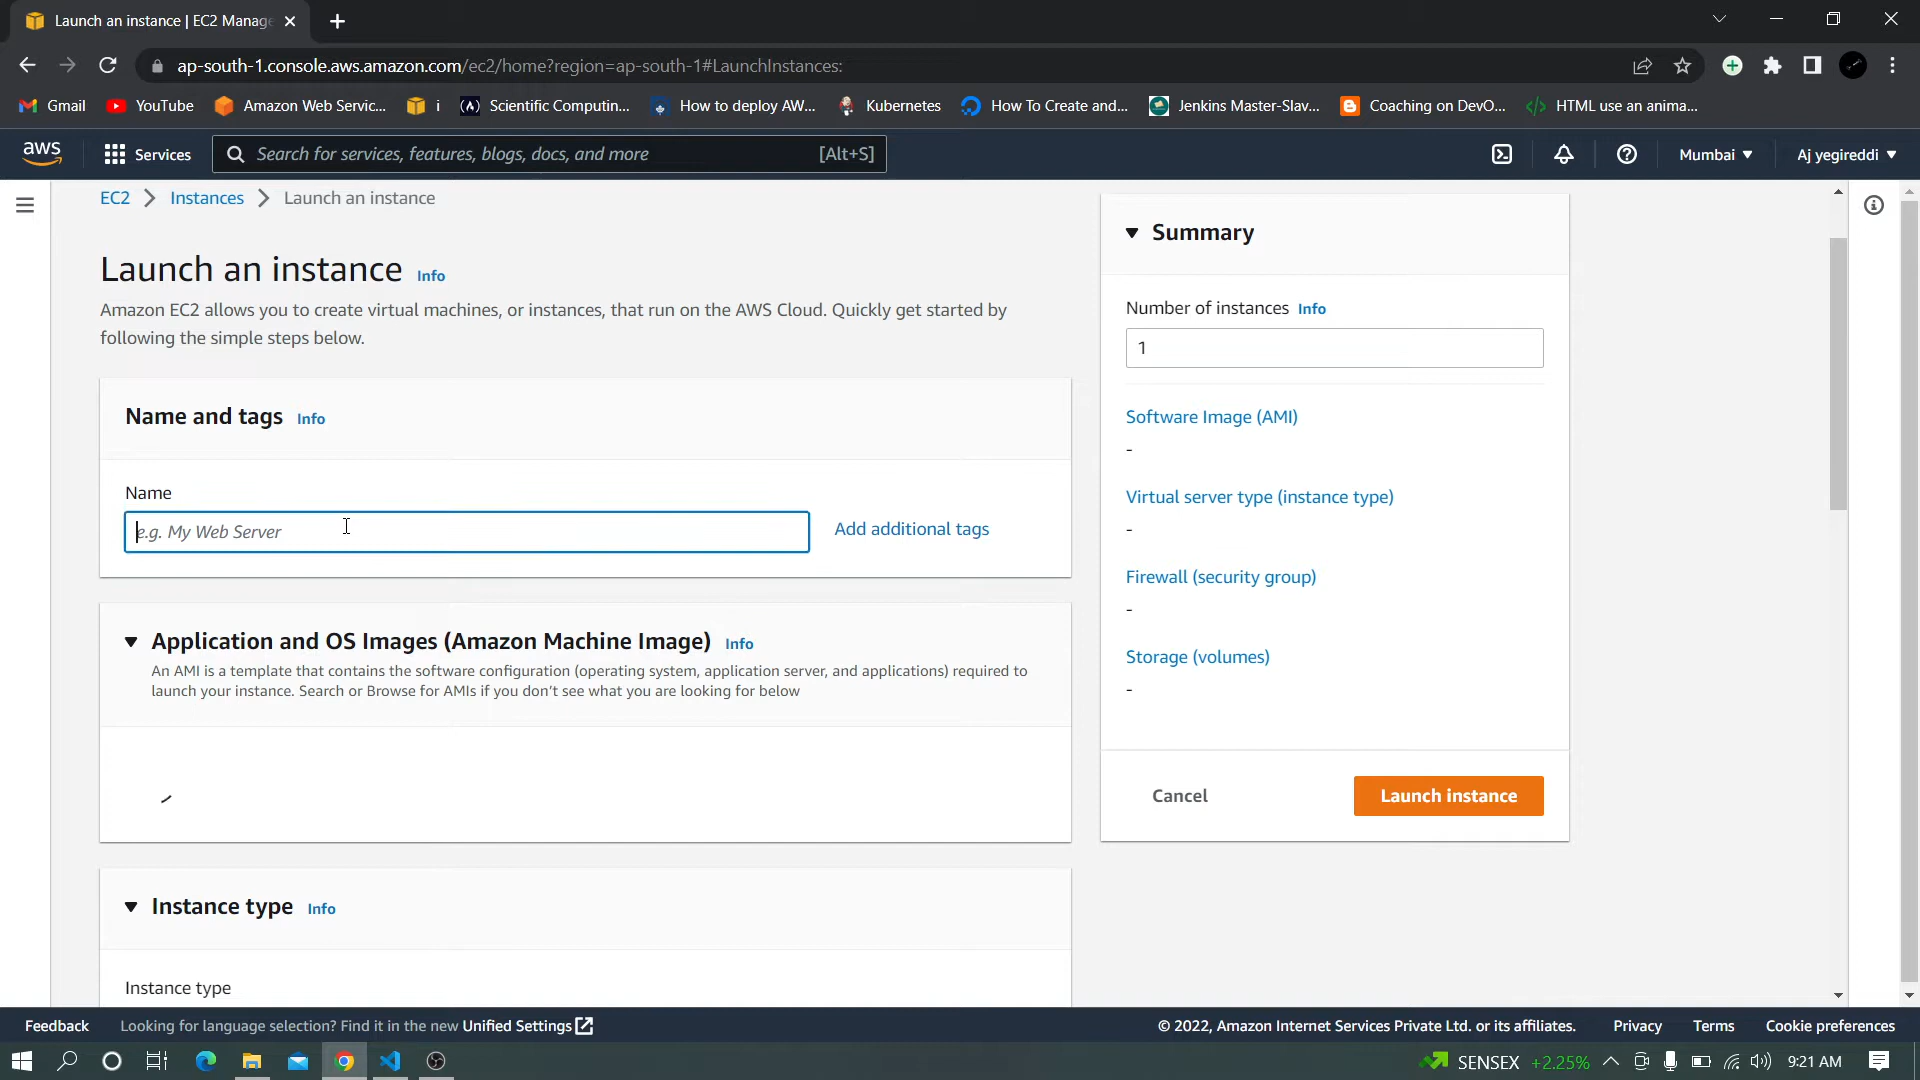 Launch an instance | EC2 Manage
ap-south-1.console.aws.amazon.com/ec2/home?region=ap-south-1#LaunchInstances:
Gmail
YouTube
Amazon Web Servic...
i
Scientific Computin...
How to deploy AW...
Kubernetes
How To Create and...
Jenkins Master-Slav...
Coaching on DevO...
HTML use an anima...
aws
Services
Search for services, features, blogs, docs, and more
[Alt+S]
Mumbai
Aj yegireddi
EC2
Instances
Launch an instance
Launch an instance Info
Amazon EC2 allows you to create virtual machines, or instances, that run on the AWS Cloud. Quickly get started by
following the simple steps below.
Name and tags Info
Name
e.g. My Web Server
Add additional tags
Application and OS Images (Amazon Machine Image) Info
An AMI is a template that contains the software configuration (operating system, application server, and applications) required to
launch your instance. Search or Browse for AMIs if you don't see what you are looking for below
Instance type Info
Instance type
Summary
Number of instances Info
1
Software Image (AMI)
-
Virtual server type (instance type)
-
Firewall (security group)
-
Storage (volumes)
-
Cancel
Launch instance
Feedback
Looking for language selection? Find it in the new Unified Settings
© 2022, Amazon Internet Services Private Ltd. or its affiliates.
Privacy
Terms
Cookie preferences
SENSEX +2.25%
9:21 AM